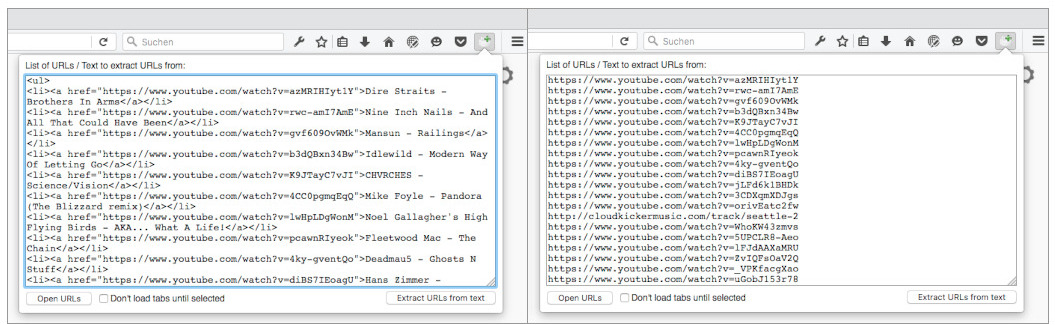 Suchen
List of URLs / Text to extract URLs from:
<ul>
<li><a href="https://www.youtube.com/watch?v=azMRIHIytlY">Dire Straits -
Brothers In Arms</a></li>
<li><a href="https://www.youtube.com/watch?v=rwc-amI7AmE">Nine Inch Nails - And
All That Could Have Been</a></li>
<li><a href="https://www.youtube.com/watch?v=gvf609OvWMk">Mansun - Railings</a>
</li>
<li><a href="https://www.youtube.com/watch?v=b3dQBxn34Bw">Idlewild - Modern Way
Of Letting Go</a></li>
<li><a href="https://www.youtube.com/watch?v=K9JTayC7vJI">CHVRCHES -
Science/Vision</a></li>
<li><a href="https://www.youtube.com/watch?v=4CC0pgmqEqQ">Mike Foyle - Pandora
(The Blizzard remix)</a></li>
<li><a href="https://www.youtube.com/watch?v=lwHpLDgWonM">Noel Gallagher's High
Flying Birds - AKA... What A Life!</a></li>
<li><a href="https://www.youtube.com/watch?v=pcawnRIyeok">Fleetwood Mac - The
Chain</a></li>
<li><a href="https://www.youtube.com/watch?v=4ky-gventQo">Deadmau5 - Ghosts N
Stuff</a></li>
<li><a href="https://www.youtube.com/watch?v=diBS7IEoagU">Hans Zimmer -
Open URLs
Don't load tabs until selected
Extract URLs from text
Suchen
List of URLs / Text to extract URLs from:
https://www.youtube.com/watch?v=azMRIHIytlY
https://www.youtube.com/watch?v=rwc-amI7AmE
https://www.youtube.com/watch?v=gvf609OvWMk
https://www.youtube.com/watch?v=b3dQBxn34Bw
https://www.youtube.com/watch?v=K9JTayC7vJI
https://www.youtube.com/watch?v=4CC0pgmqEqQ
https://www.youtube.com/watch?v=lwHpLDgWonM
https://www.youtube.com/watch?v=pcawnRIyeok
https://www.youtube.com/watch?v=4ky-gventQo
https://www.youtube.com/watch?v=diBS7IEoagU
https://www.youtube.com/watch?v=jLFd6klBHDk
https://www.youtube.com/watch?v=3CDXqmXDJgs
https://www.youtube.com/watch?v=orivEatc2fw
http://cloudkickermusic.com/track/seattle-2
https://www.youtube.com/watch?v=WhoKW43zmvs
https://www.youtube.com/watch?v=5UPCLR8-Aeo
https://www.youtube.com/watch?v=lFJdAAXaMRU
https://www.youtube.com/watch?v=ZvIQFsOaV2Q
https://www.youtube.com/watch?v=_VPKfacgXao
https://www.youtube.com/watch?v=uGobJl53r78
Open URLs
Don't load tabs until selected
Extract URLs from text